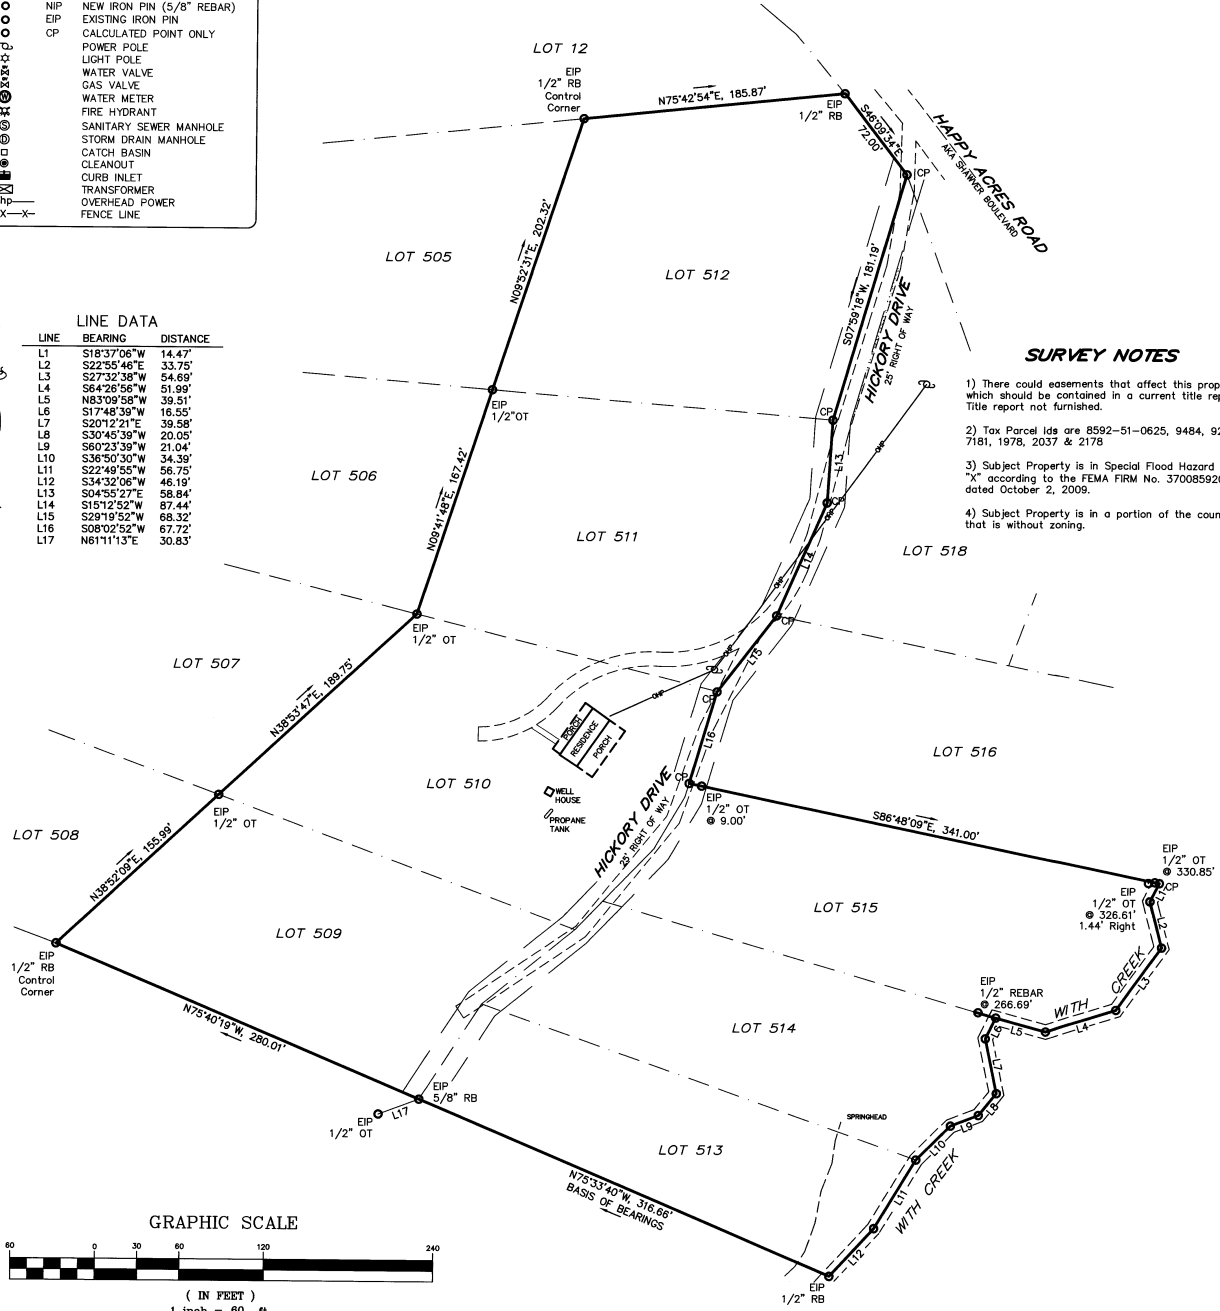 NIP NEW IRON PIN (5/8" REBAR)
EIP EXISTING IRON PIN
CP CALCULATED POINT ONLY
POWER POLE
LIGHT POLE
WATER VALVE
GAS VALVE
WATER METER
FIRE HYDRANT
SANITARY SEWER MANHOLE
STORM DRAIN MANHOLE
CATCH BASIN
CLEANOUT
CURB INLET
TRANSFORMER
hp OVERHEAD POWER
X—X— FENCE LINE
LOT 12
EIP
1/2" RB
Control
Corner
N75°42'54"E, 185.87'
EIP
1/2" RB
S46°09'34"E
72.00'
CP
HAPPY ACRES ROAD
AKA SHAWVER BOULEVARD
LOT 505
N09°52'31"E, 202.32'
LOT 512
S07°59'18"W, 181.19'
HICKORY DRIVE
25' RIGHT OF WAY
LINE DATA
LINE BEARING DISTANCE
L1 S18°37'06"W 14.47'
L2 S22°55'46"E 33.75'
L3 S27°32'38"W 54.69'
L4 S64°26'56"W 51.99'
L5 N83°09'58"W 39.51'
L6 S17°48'39"W 16.55'
L7 S20°12'21"E 39.58'
L8 S30°45'39"W 20.05'
L9 S60°23'39"W 21.04'
L10 S36°50'30"W 34.39'
L11 S22°49'55"W 56.75'
L12 S34°32'06"W 46.19'
L13 S04°55'27"E 58.84'
L14 S15°12'52"W 87.44'
L15 S29°19'52"W 68.32'
L16 S08°02'52"W 67.72'
L17 N61°11'13"E 30.83'
SURVEY NOTES
1) There could easements that affect this prop
which should be contained in a current title rep
Title report not furnished.
2) Tax Parcel Ids are 8592-51-0625, 9484, 92
7181, 1978, 2037 & 2178
3) Subject Property is in Special Flood Hazard
"X" according to the FEMA FIRM No. 370085920
dated October 2, 2009.
4) Subject Property is in a portion of the coun
that is without zoning.
EIP
1/2"OT
CP
L13
OHP
CP
OHP
LOT 506
N09°41'48"E, 167.42'
LOT 511
L14
OHP
LOT 518
EIP
1/2" OT
CP
LOT 507
N38°53'47"E, 189.75'
L15
OHP
OHP
CP
PORCH
RESIDENCE
PORCH
L16
LOT 516
LOT 510
CP
WELL
HOUSE
PROPANE
TANK
EIP
1/2" OT
@ 9.00'
HICKORY DRIVE
25' RIGHT OF WAY
S86°48'09"E, 341.00'
EIP
1/2" OT
LOT 508
N38°52'09"E, 155.99'
EIP
1/2" OT
@ 330.85'
CP
EIP
1/2" OT
@ 326.61'
1.44' Right
L1
L2
LOT 515
LOT 509
EIP
1/2" RB
Control
Corner
EIP
1/2" REBAR
@ 266.69'
WITH CREEK
L3
L4
L5
L6
N75°40'19"W, 280.01'
LOT 514
L7
EIP
5/8" RB
L17
EIP
1/2" OT
L8
L9
SPRINGHEAD
LOT 513
L10
N75°33'40"W, 316.66'
BASIS OF BEARINGS
L11
WITH CREEK
L12
EIP
1/2" RB
GRAPHIC SCALE
60 0 30 60 120 240
( IN FEET )
1 inch = 60 ft.